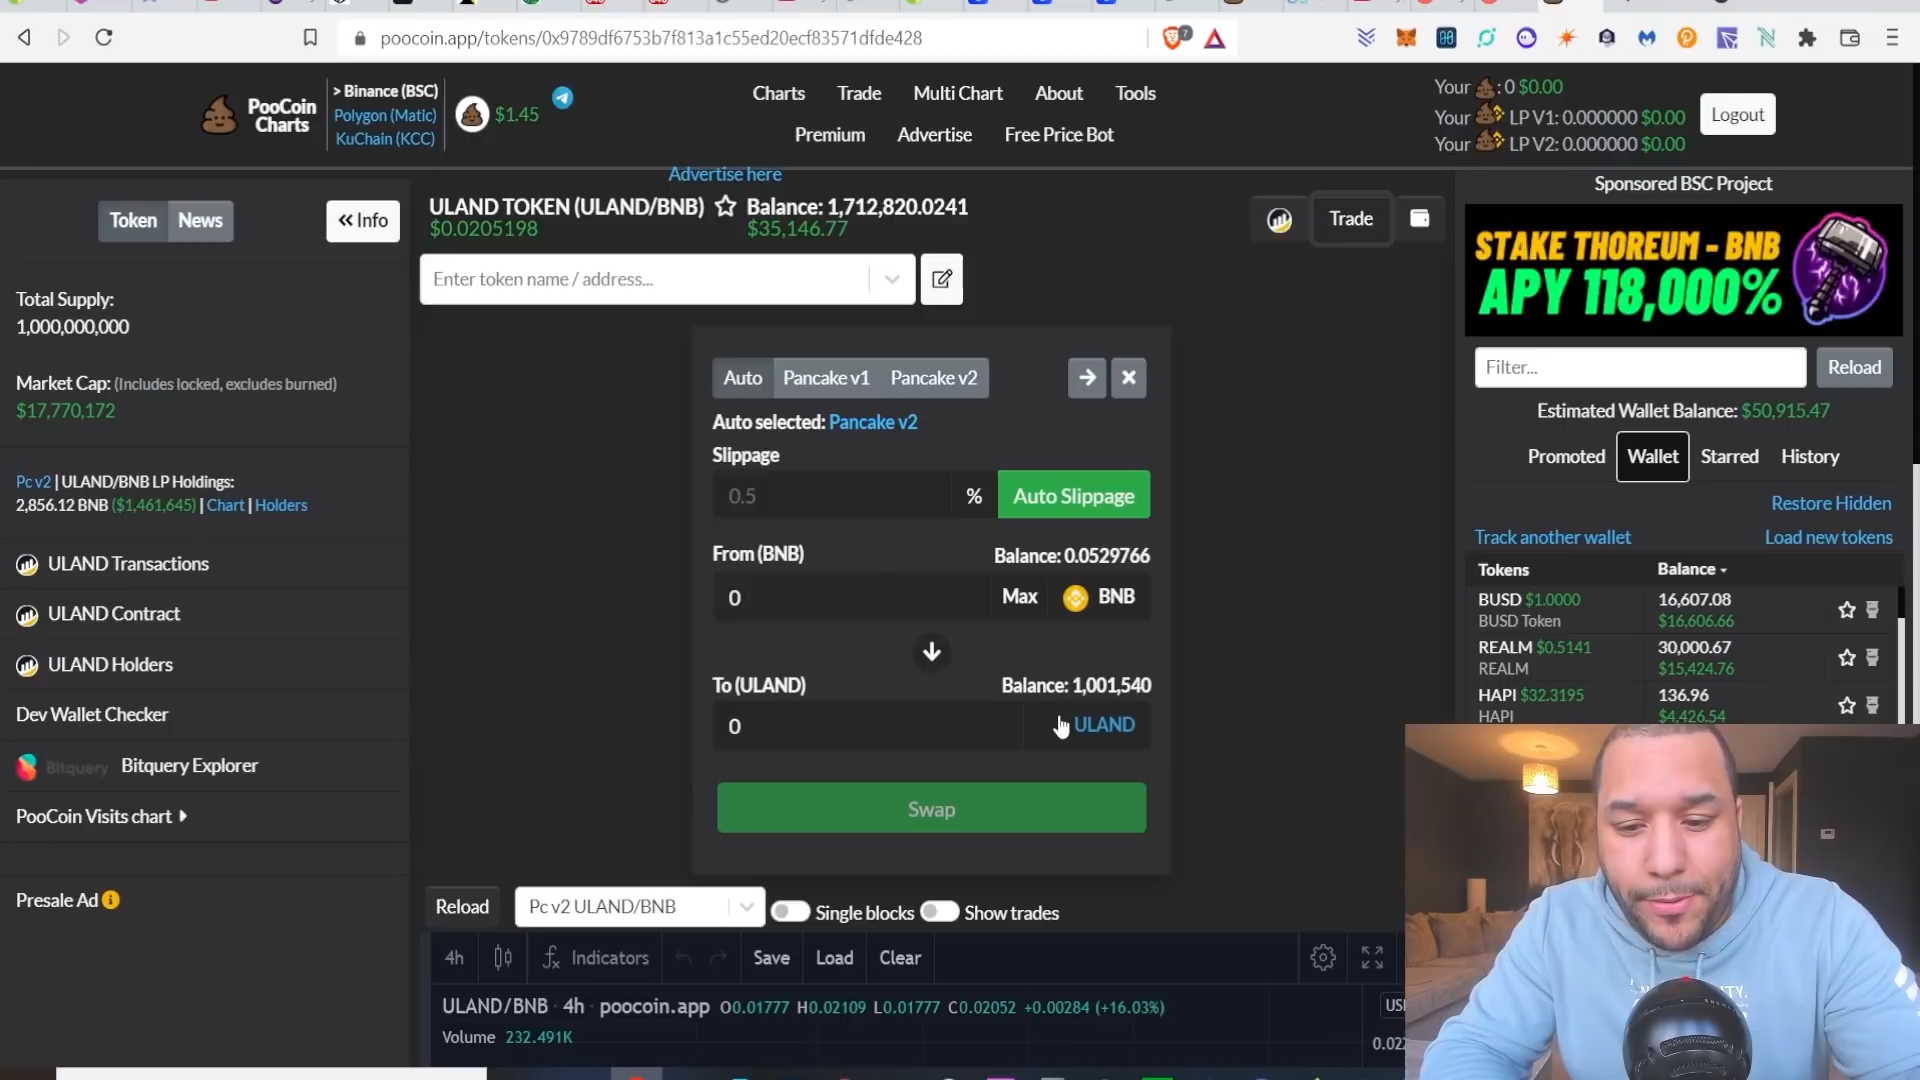 poocoin.app/tokens/0x9789df6753b7f813a1c55ed20ecf83571dfde428
7
PooCoin
Charts
> Binance (BSC)
Polygon (Matic)
KuChain (KCC)
$1.45
Charts
Trade
Multi Chart
About
Tools
Premium
Advertise
Free Price Bot
Your : 0 $0.00
Your LP V1: 0.000000 $0.00
Your LP V2: 0.000000 $0.00
Logout
Advertise here
Token
News
Info
Total Supply:
1,000,000,000
Market Cap: (Includes locked, excludes burned)
$17,770,172
Pc v2 | ULAND/BNB LP Holdings:
2,856.12 BNB ($1,461,645) | Chart | Holders
ULAND Transactions
ULAND Contract
ULAND Holders
Dev Wallet Checker
Bitquery
Bitquery Explorer
PooCoin Visits chart
Presale Ad
ULAND TOKEN (ULAND/BNB)
$0.0205198
Balance: 1,712,820.0241
$35,146.77
Trade
Enter token name / address...
Auto
Pancake v1
Pancake v2
Auto selected: Pancake v2
Slippage
0.5
%
Auto Slippage
From (BNB)
Balance: 0.0529766
0
Max
BNB
To (ULAND)
Balance: 1,001,540
0
ULAND
Swap
Reload
Pc v2 ULAND/BNB
Single blocks
Show trades
4h
Indicators
Save
Load
Clear
ULAND/BNB · 4h · poocoin.app O0.01777 H0.02109 L0.01777 C0.02052 +0.00284 (+16.03%)
Volume 232.491K
Sponsored BSC Project
STAKE THOREUM - BNB
APY 118,000%
Filter...
Reload
Estimated Wallet Balance: $50,915.47
Promoted
Wallet
Starred
History
Restore Hidden
Track another wallet
Load new tokens
Tokens
Balance
BUSD $1.0000
16,607.08
BUSD Token
$16,606.66
REALM $0.5141
30,000.67
REALM
$15,424.76
HAPI $32.3195
136.96
HAPI
$4,426.54